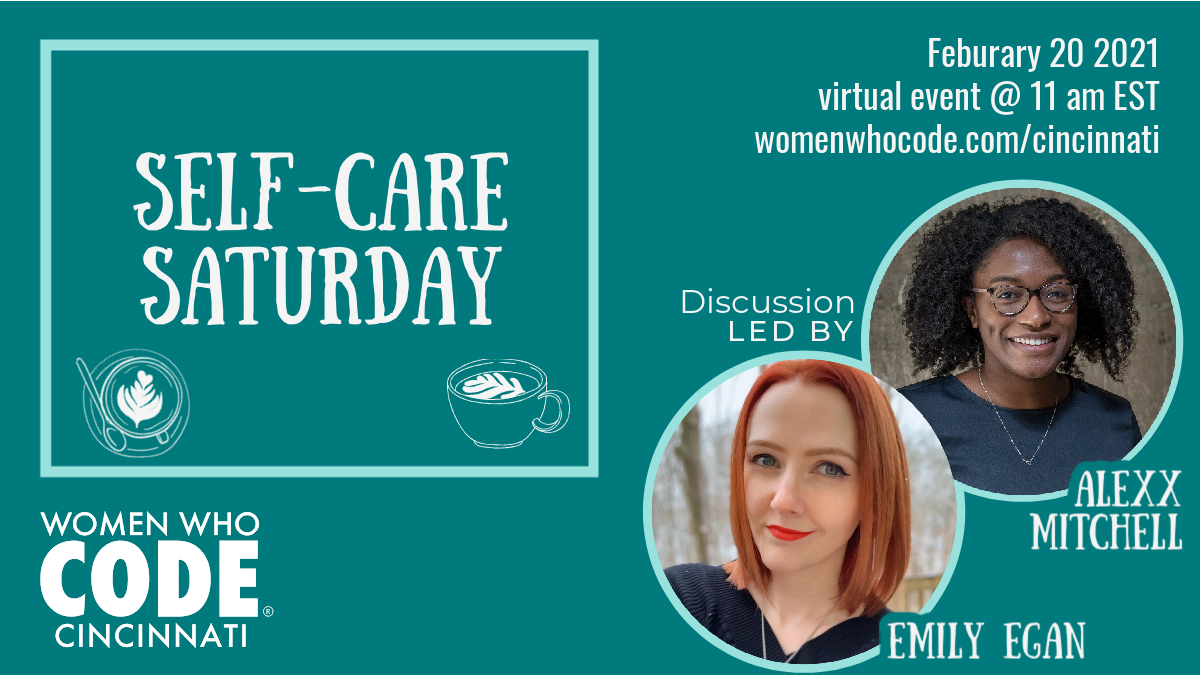 Feburary 20 2021
virtual event @ 11 am EST
womenwhocode.com/cincinnati
SELF-CARE
SATURDAY
Discussion
LED BY
ALEXX
MITCHELL
EMILY EGAN
WOMEN WHO
CODE®
CINCINNATI